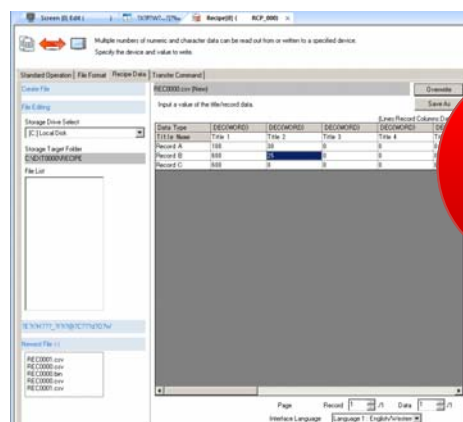 Screen [0] Edit (
Recipe[0] ( RCP_000)
Multiple numbers of numeric and character data can be read out from or written to a specified device.
Specify the device and value to write.
Standard Operation File Format Recipe Data Transfer Command
Create File
REC0000.csv (New)
Overwrite
File Editing
Input a value of the title/record data.
Save As
Storage Drive Select
[C:] Local Disk
(Lines:Record Columns:Da
Data Type DEC(WORD) DEC(WORD) DEC(WORD) DEC(WORD) DE
Title Name Title 1 Title 2 Title 3 Title 4
Storage Target Folder
Record A 100 30 0 0
Record B 25 0 0
Record C 0 0 0
File List
Newest File
REC0001.csv
REC0000.csv
REC0000.bin
REC0000.csv
REC0001.csv
Page Record 1 /1 Data 1 /1
Interface Language Language 1 : English/Western